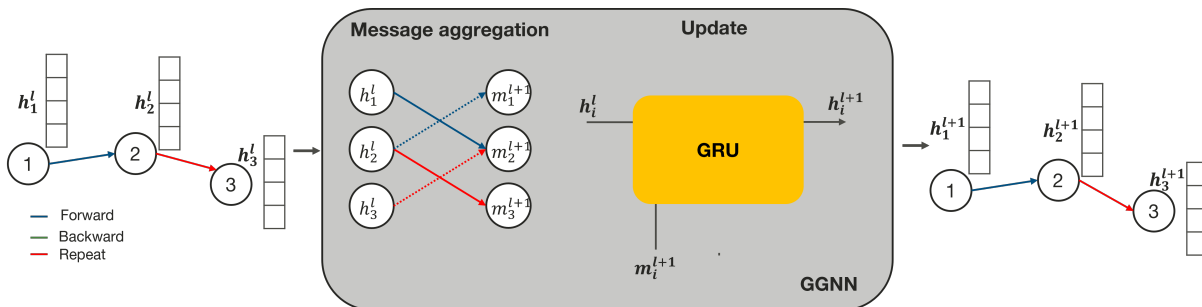 Message aggregation
Update
h_1^l
h_2^l
h_3^l
1
2
3
Forward
Backward
Repeat
h_1^l
h_2^l
h_3^l
m_1^{l+1}
m_2^{l+1}
m_3^{l+1}
h_i^l
GRU
h_i^{l+1}
m_i^{l+1}
GGNN
h_1^{l+1}
h_2^{l+1}
h_3^{l+1}
1
2
3